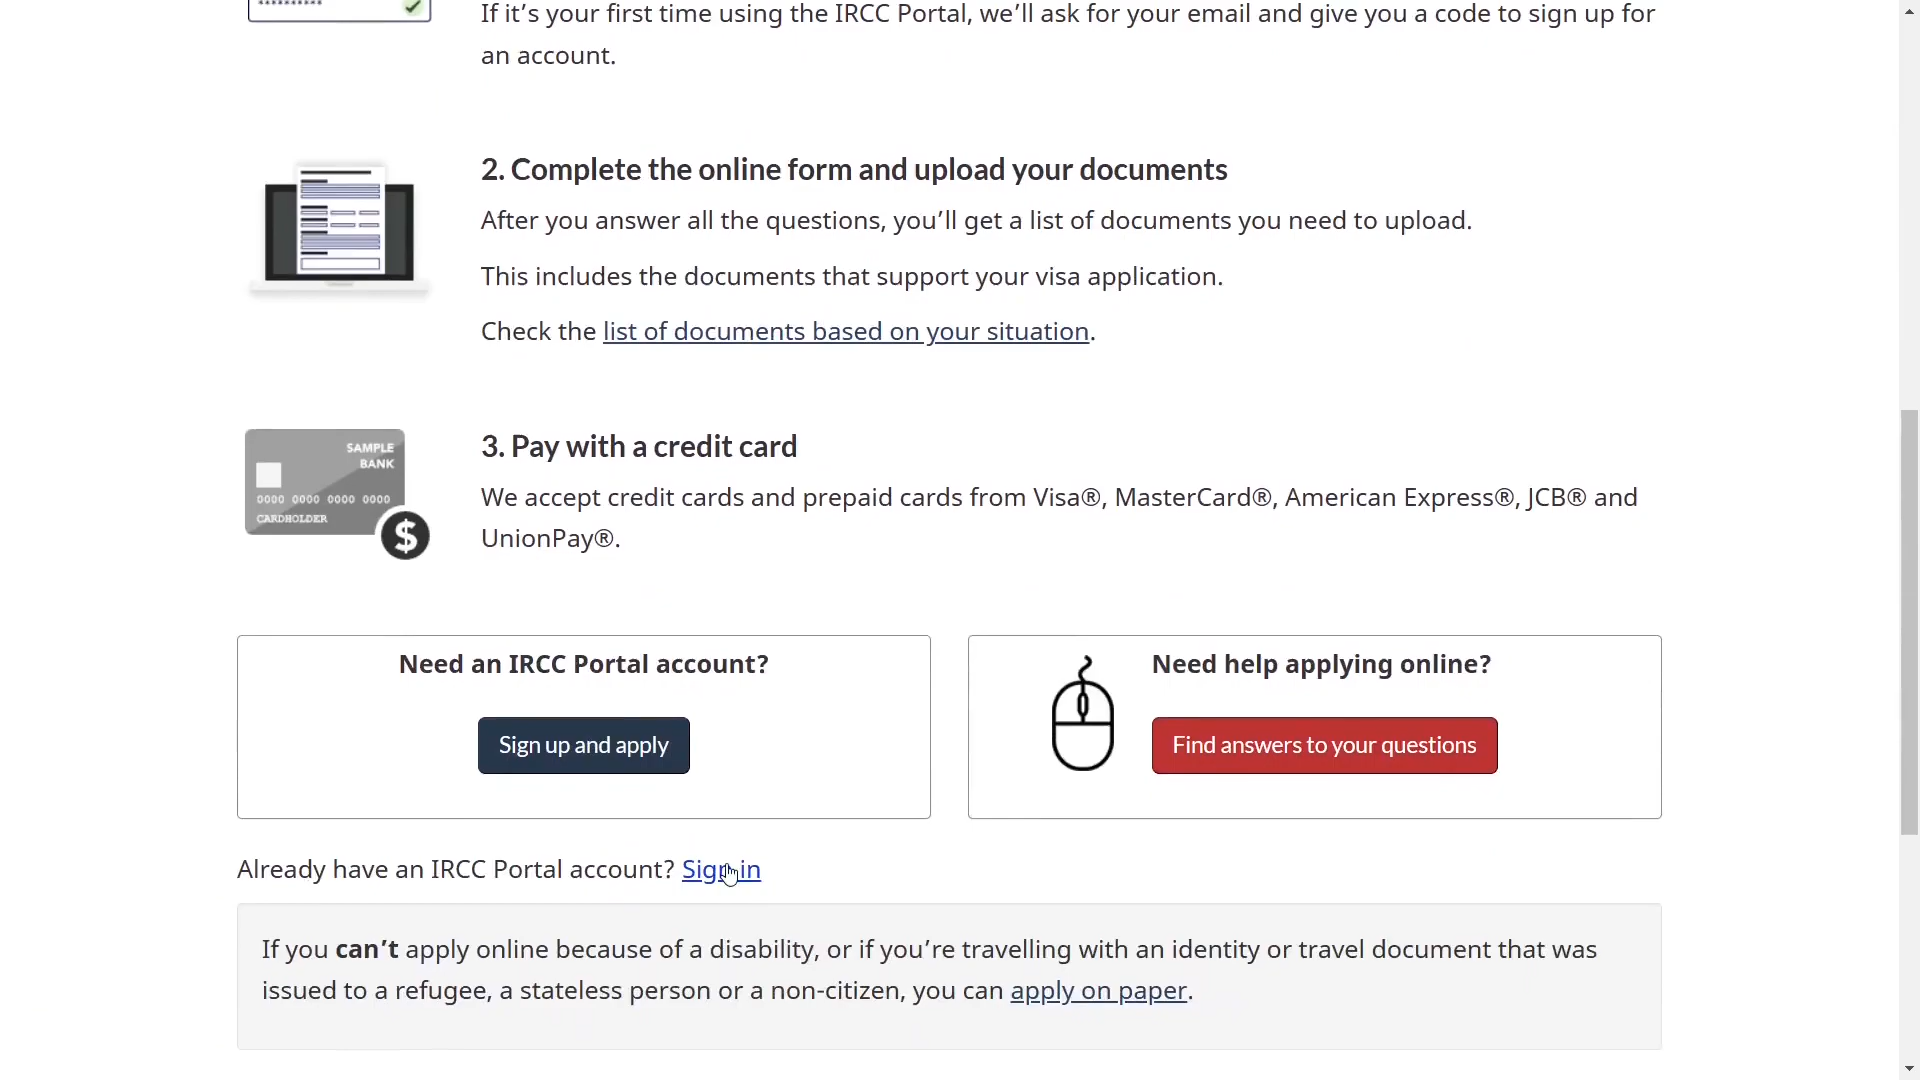 If it’s your first time using the IRCC Portal, we’ll ask for your email and give you a code to sign up for
an account.
2. Complete the online form and upload your documents
After you answer all the questions, you’ll get a list of documents you need to upload.
This includes the documents that support your visa application.
Check the list of documents based on your situation.
3. Pay with a credit card
SAMPLE
BANK
0000 0000 0000 0000
CARDHOLDER
$
We accept credit cards and prepaid cards from Visa®, MasterCard®, American Express®, JCB® and
UnionPay®.
Need an IRCC Portal account?
Sign up and apply
Need help applying online?
Find answers to your questions
Already have an IRCC Portal account? Sign in
If you can’t apply online because of a disability, or if you’re travelling with an identity or travel document that was
issued to a refugee, a stateless person or a non-citizen, you can apply on paper.